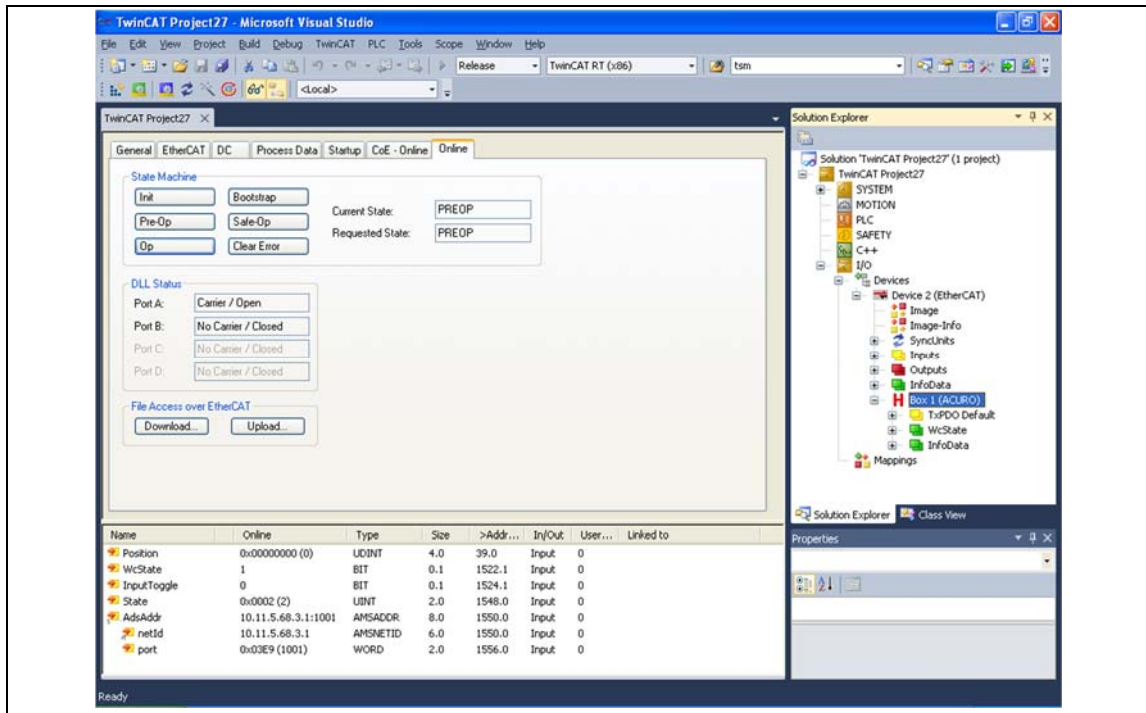 TwinCAT Project27 - Microsoft Visual Studio
File Edit View Project Build Debug TwinCAT PLC Tools Scope Window Help
Release TwinCAT RT (x86) tsm
<Local>
TwinCAT Project27
General EtherCAT DC Process Data Startup CoE - Online Online
State Machine
Init Bootstrap
Pre-Op Safe-Op
Op Clear Error
Current State: PREOP
Requested State: PREOP
DLL Status
Port A: Carrier / Open
Port B: No Carrier / Closed
Port C: No Carrier / Closed
Port D: No Carrier / Closed
File Access over EtherCAT
Download... Upload...
Name Online Type Size >Addr... In/Out User... Linked to
Position 0x00000000 (0) UDINT 4.0 39.0 Input 0
WcState 1 BIT 0.1 1522.1 Input 0
InputToggle 0 BIT 0.1 1524.1 Input 0
State 0x0002 (2) UINT 2.0 1548.0 Input 0
AdsAddr 10.11.5.68.3.1:1001 AMSADDR 8.0 1550.0 Input 0
netId 10.11.5.68.3.1 AMSNETID 6.0 1550.0 Input 0
port 0x03E9 (1001) WORD 2.0 1556.0 Input 0
Solution Explorer
Solution 'TwinCAT Project27' (1 project)
TwinCAT Project27
SYSTEM
MOTION
PLC
SAFETY
C++
I/O
Devices
Device 2 (EtherCAT)
Image
Image-Info
SyncUnits
Inputs
Outputs
InfoData
Box 1 (ACURO)
TxPDO Default
WcState
InfoData
Mappings
Solution Explorer Class View
Properties
Ready